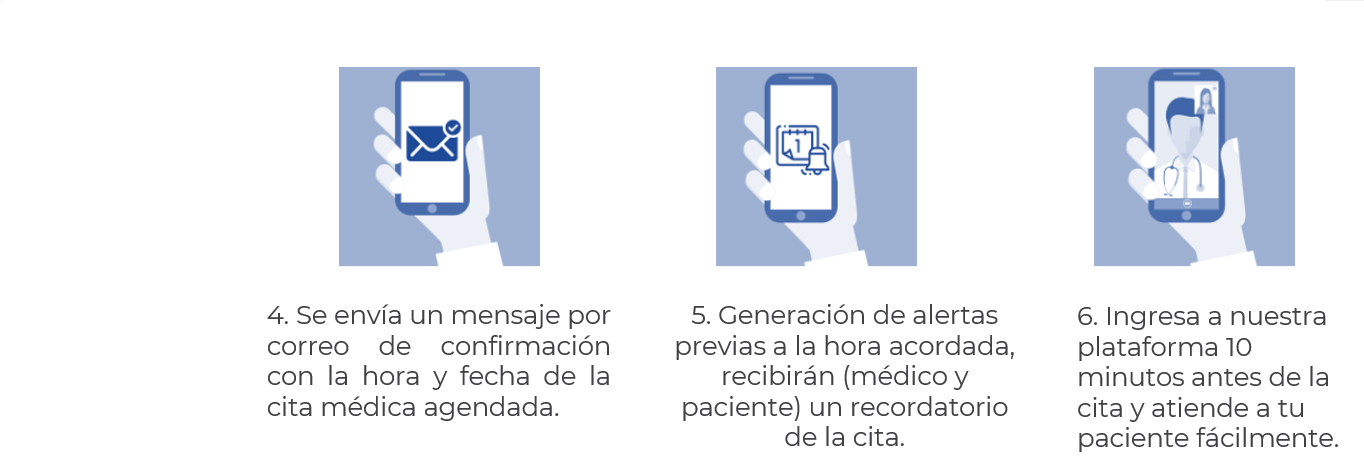 1
4. Se envía un mensaje por
correo de confirmación
con la hora y fecha de la
cita médica agendada.
5. Generación de alertas
previas a la hora acordada,
recibirán (médico y
paciente) un recordatorio
de la cita.
6. Ingresa a nuestra
plataforma 10
minutos antes de la
cita y atiende a tu
paciente fácilmente.